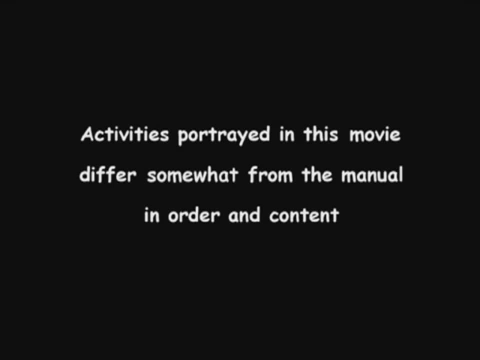 Activities portrayed in this movie
differ somewhat from the manual
in order and content